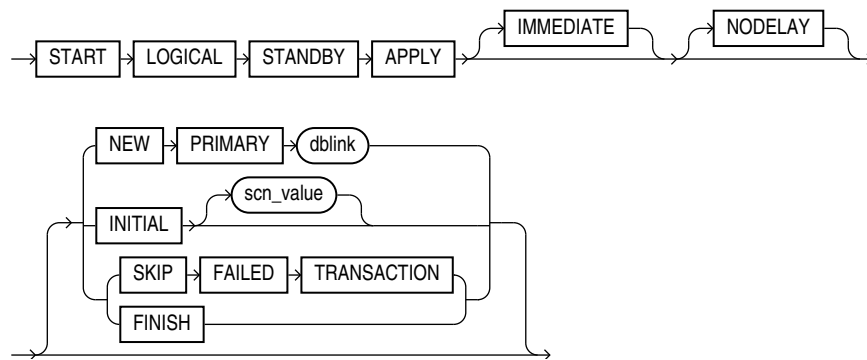 START LOGICAL STANDBY APPLY IMMEDIATE NODELAY
NEW PRIMARY dblink
INITIAL scn_value
SKIP FAILED TRANSACTION
FINISH